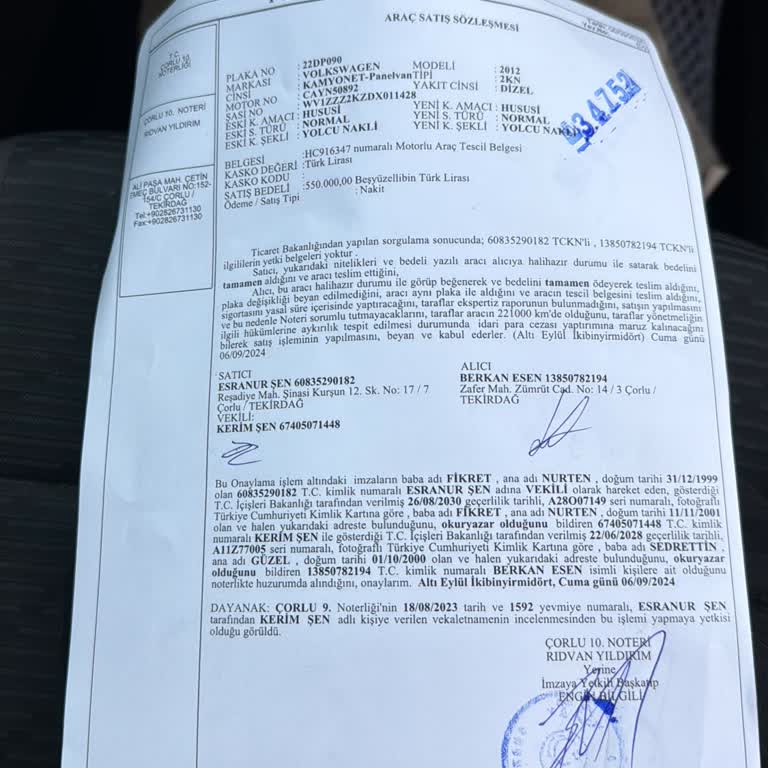 ARAÇ SATIŞ SÖZLEŞMESİ
T.C.
ÇORLU 10.
NOTERLİĞİ
ÇORLU 10. NOTERİ
RIDVAN YILDIRIM
ALİ PAŞA MAH. ÇETİN
EMEÇ BULVARI NO:152-
154/C ÇORLU /
TEKİRDAĞ
Tel:+902826731130
Fax:+902826731130
PLAKA NO : 22DP090
MARKASI : VOLKSWAGEN MODELİ : 2012
CİNSİ : KAMYONET-Panelvan TİPİ : 2KN
MOTOR NO : CAYN50892 YAKIT CİNSİ : DİZEL
ŞASİ NO : WV1ZZZ2KZDX011428
ESKİ K. AMACI : HUSUSİ YENİ K. AMACI : HUSUSİ
ESKİ S. TÜRÜ : NORMAL YENİ S. TÜRÜ : NORMAL
ESKİ K. ŞEKLİ : YOLCU NAKLİ YENİ K. ŞEKLİ : YOLCU NAKLİ
BELGESİ :HC916347 numaralı Motorlu Araç Tescil Belgesi
KASKO DEĞERİ :Türk Lirası
KASKO KODU :
SATIŞ BEDELİ :550.000,00 Beşyüzellibin Türk Lirası
Ödeme / Satış Tipi : Nakit
Ticaret Bakanlığından yapılan sorgulama sonucunda; 60835290182 TCKN'li , 13850782194 TCKN'li
ilgililerin yetki belgeleri yoktur .
Satıcı, yukarıdaki nitelikleri ve bedeli yazılı aracı alıcıya halihazır durumu ile satarak bedelini
tamamen aldığını ve aracı teslim ettiğini,
Alıcı, bu aracı halihazır durumu ile görüp beğenerek ve bedelini tamamen ödeyerek teslim aldığını,
plaka değişikliği beyan edilmediğini, aracı aynı plaka ile aldığını ve aracın tescil belgesini teslim aldığını,
sigortasını yasal süre içerisinde yaptıracağını, taraflar ekspertiz raporunun bulunmadığını, satışın yapılmasını
ve bu nedenle Noteri sorumlu tutmayacaklarını, taraflar aracın 221000 km'de olduğunu, taraflar yönetmeliğin
ilgili hükümlerine aykırılık tespit edilmesi durumunda idari para cezası yaptırımına maruz kalınacağını
bilerek satış işleminin yapılmasını, beyan ve kabul ederler. (Altı Eylül İkibinyirmidört) Cuma günü
06/09/2024
SATICI
ESRANUR ŞEN 60835290182
Reşadiye Mah. Şinasi Kurşun 12. Sk. No: 17 / 7
Çorlu / TEKİRDAĞ
VEKİLİ:
KERİM ŞEN 67405071448
ALICI
BERKAN ESEN 13850782194
Zafer Mah. Zümrüt Cad. No: 14 / 3 Çorlu /
TEKİRDAĞ
Bu Onaylama işlem altındaki imzaların baba adı FİKRET , ana adı NURTEN , doğum tarihi 31/12/1999
olan 60835290182 T.C. kimlik numaralı ESRANUR ŞEN adına VEKİLİ olarak hareket eden, gösterdiği
T.C. İçişleri Bakanlığı tarafından verilmiş 26/08/2030 geçerlilik tarihli, A28O07149 seri numaralı, fotoğraflı
Türkiye Cumhuriyeti Kimlik Kartına göre , baba adı FİKRET , ana adı NURTEN , doğum tarihi 11/11/2001
olan ve halen yukarıdaki adreste bulunduğunu, okuryazar olduğunu bildiren 67405071448 T.C. kimlik
numaralı KERİM ŞEN ile gösterdiği T.C. İçişleri Bakanlığı tarafından verilmiş 22/06/2028 geçerlilik tarihli,
A11Z77005 seri numaralı, fotoğraflı Türkiye Cumhuriyeti Kimlik Kartına göre , baba adı SEDRETTİN ,
ana adı GÜZEL , doğum tarihi 01/10/2000 olan ve halen yukarıdaki adreste bulunduğunu, okuryazar
olduğunu bildiren 13850782194 T.C. kimlik numaralı BERKAN ESEN isimli kişilere ait olduğunu
noterlikte huzurumda alındığını, onaylarım. Altı Eylül İkibinyirmidört, Cuma günü 06/09/2024
DAYANAK: ÇORLU 9. Noterliği'nin 18/08/2023 tarih ve 1592 yevmiye numaralı, ESRANUR ŞEN
tarafından KERİM ŞEN adlı kişiye verilen vekaletnamenin incelenmesinden bu işlemi yapmaya yetkisi
olduğu görüldü.
ÇORLU 10. NOTERİ
RIDVAN YILDIRIM
Yerine
İmzaya Yetkili Başkatip
ENGİN BİLGİLİ